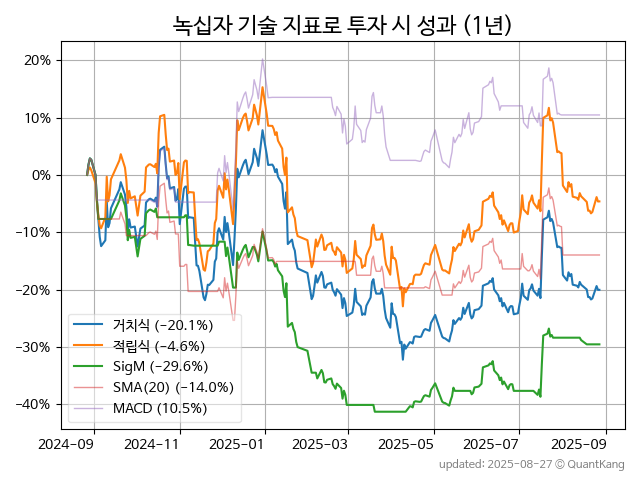 녹십자 기술 지표로 투자 시 성과 (1년)
20%
10%
0%
−10%
−20%
−30%
−40%
거치식 (−20.1%)
적립식 (−4.6%)
SigM (−29.6%)
SMA(20) (−14.0%)
MACD (10.5%)
2024-09 2024-11 2025-01 2025-03 2025-05 2025-07 2025-09
updated: 2025-08-27 © QuantKang